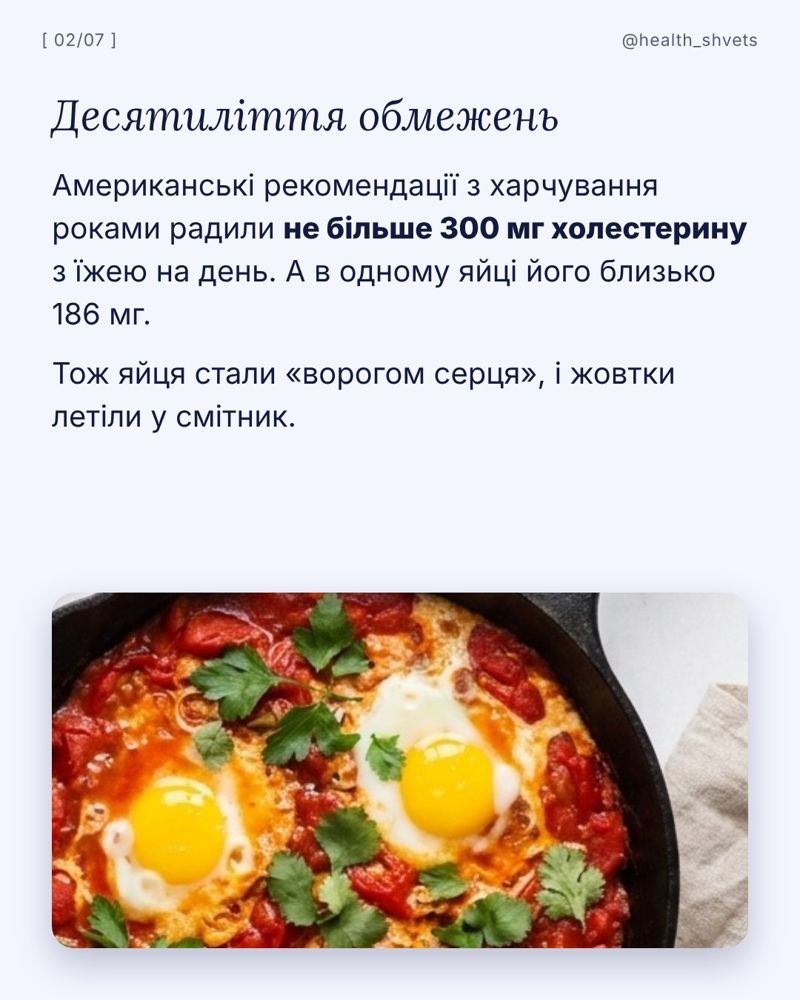 [ 02/07 ]
@health_shvets
Десятиліття обмежень
Американські рекомендації з харчування
роками радили не більше 300 мг холестерину
з їжею на день. А в одному яйці його близько
186 мг.
Тож яйця стали «ворогом серця», і жовтки
летіли у смітник.